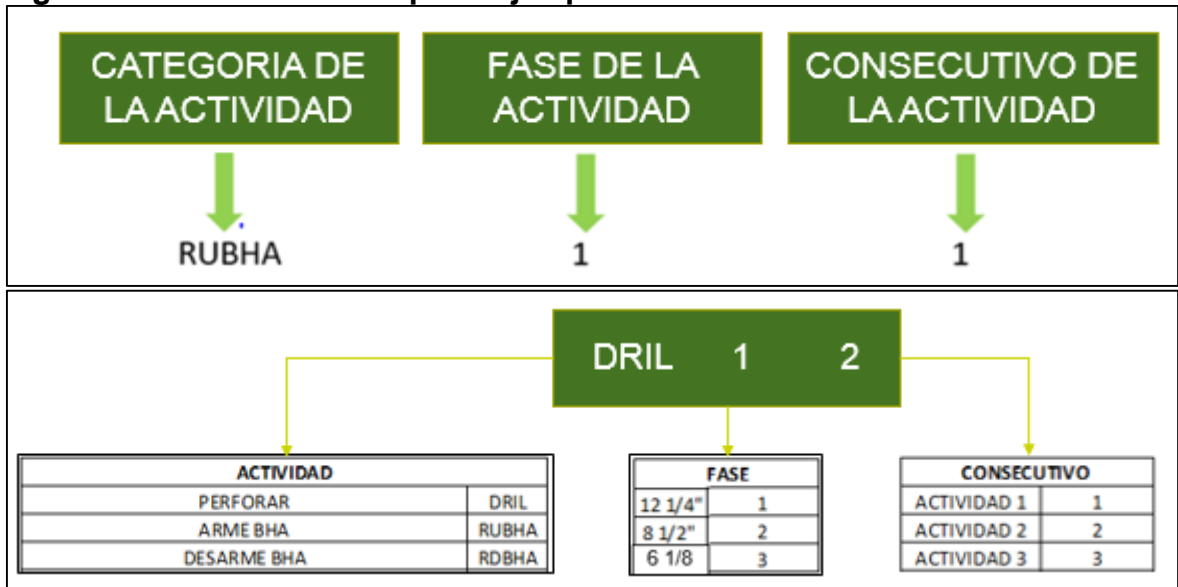 CATEGORIA DE
LA ACTIVIDAD
FASE DE LA
ACTIVIDAD
CONSECUTIVO DE
LA ACTIVIDAD
RUBHA
1
1
DRIL 1 2
ACTIVIDAD
PERFORAR DRIL
ARME BHA RUBHA
DESARME BHA RDBHA
FASE
12 1/4" 1
8 1/2" 2
6 1/8 3
CONSECUTIVO
ACTIVIDAD 1 1
ACTIVIDAD 2 2
ACTIVIDAD 3 3